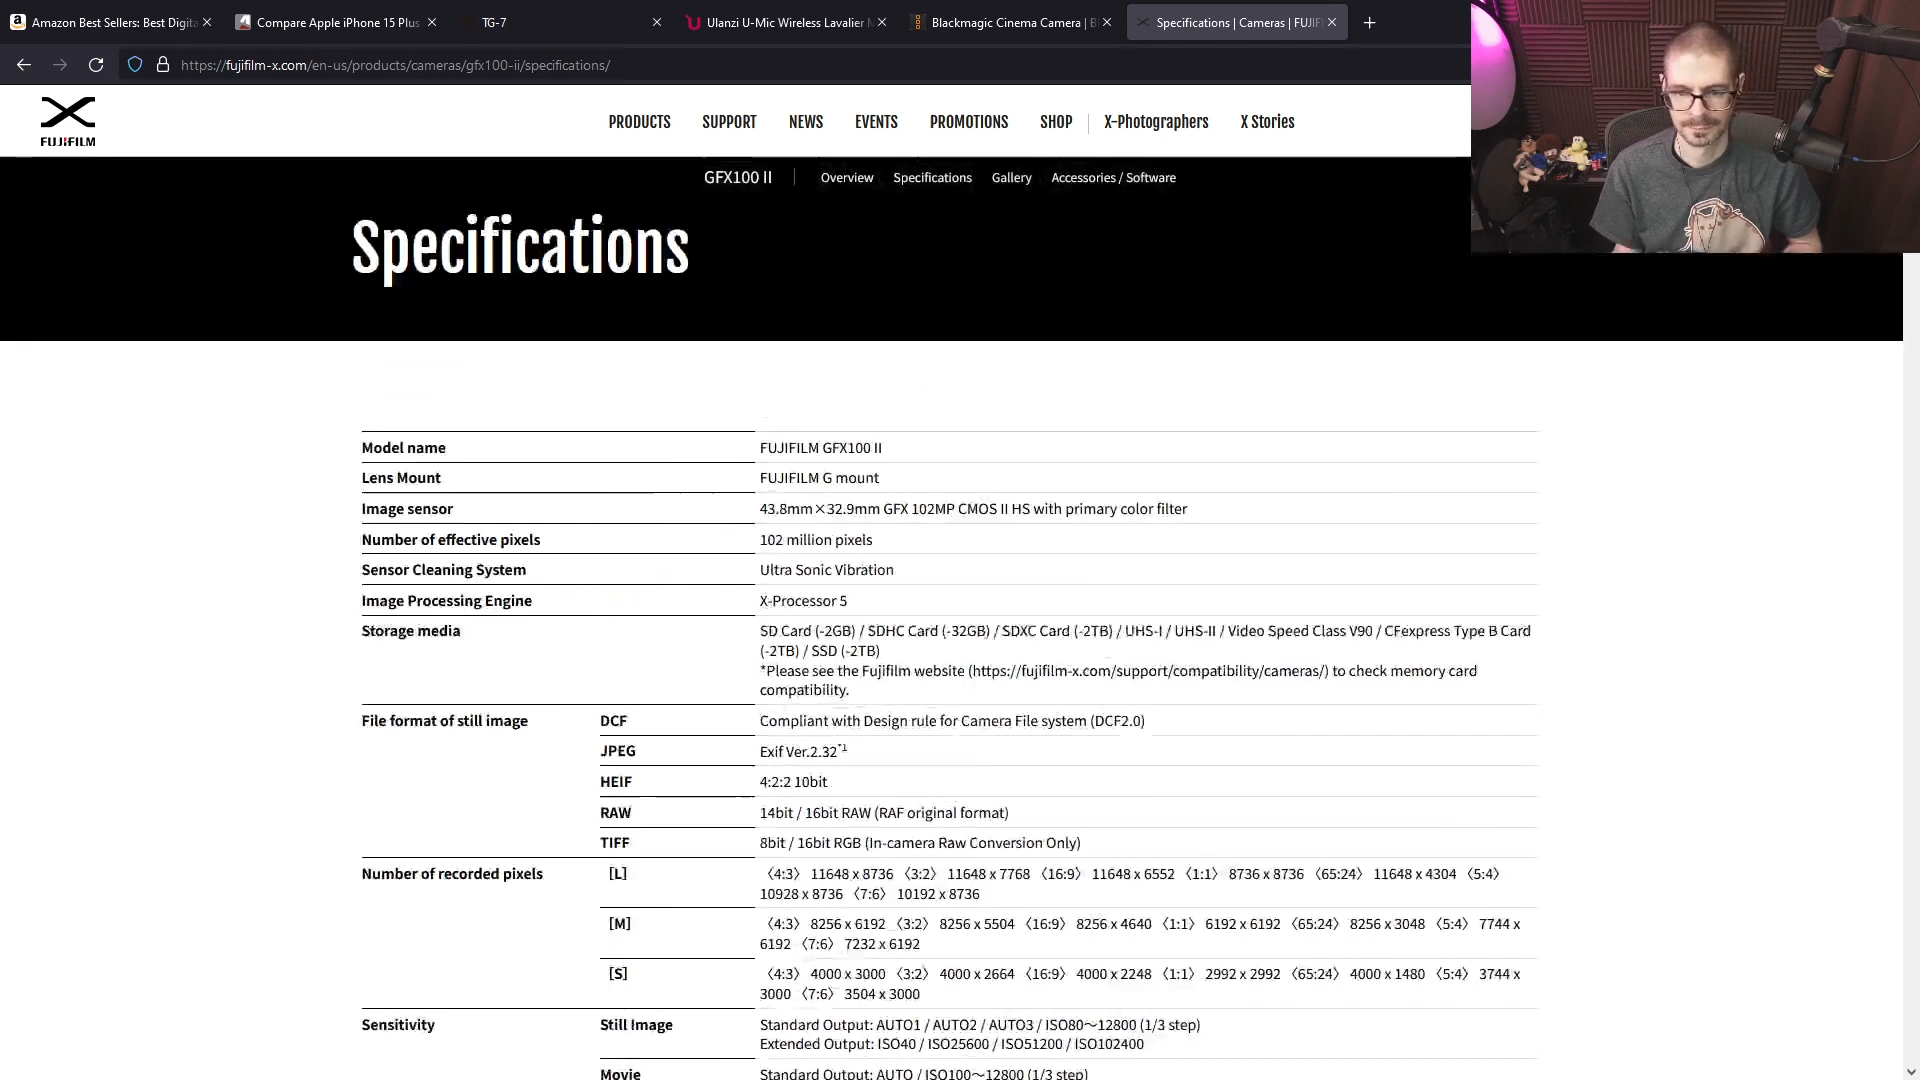 Amazon Best Sellers: Best Digita
Compare Apple iPhone 15 Plus
TG-7
Ulanzi U-Mic Wireless Lavalier M
Blackmagic Cinema Camera | B
Specifications | Cameras | FUJIF
https://fujifilm-x.com/en-us/products/cameras/gfx100-ii/specifications/
FUJIFILM
PRODUCTS SUPPORT NEWS EVENTS PROMOTIONS SHOP X-Photographers X Stories
GFX100 II Overview Specifications Gallery Accessories / Software
Specifications
Model name FUJIFILM GFX100 II
Lens Mount FUJIFILM G mount
Image sensor 43.8mm×32.9mm GFX 102MP CMOS II HS with primary color filter
Number of effective pixels 102 million pixels
Sensor Cleaning System Ultra Sonic Vibration
Image Processing Engine X-Processor 5
Storage media SD Card (-2GB) / SDHC Card (-32GB) / SDXC Card (-2TB) / UHS-I / UHS-II / Video Speed Class V90 / CFexpress Type B Card
(-2TB) / SSD (-2TB)
*Please see the Fujifilm website (https://fujifilm-x.com/support/compatibility/cameras/) to check memory card
compatibility.
File format of still image DCF Compliant with Design rule for Camera File system (DCF2.0)
JPEG Exif Ver.2.32*1
HEIF 4:2:2 10bit
RAW 14bit / 16bit RAW (RAF original format)
TIFF 8bit / 16bit RGB (In-camera Raw Conversion Only)
Number of recorded pixels [L] 〈4:3〉 11648 x 8736 〈3:2〉 11648 x 7768 〈16:9〉 11648 x 6552 〈1:1〉 8736 x 8736 〈65:24〉 11648 x 4304 〈5:4〉
10928 x 8736 〈7:6〉 10192 x 8736
[M] 〈4:3〉 8256 x 6192 〈3:2〉 8256 x 5504 〈16:9〉 8256 x 4640 〈1:1〉 6192 x 6192 〈65:24〉 8256 x 3048 〈5:4〉 7744 x
6192 〈7:6〉 7232 x 6192
[S] 〈4:3〉 4000 x 3000 〈3:2〉 4000 x 2664 〈16:9〉 4000 x 2248 〈1:1〉 2992 x 2992 〈65:24〉 4000 x 1480 〈5:4〉 3744 x
3000 〈7:6〉 3504 x 3000
Sensitivity Still Image Standard Output: AUTO1 / AUTO2 / AUTO3 / ISO80～12800 (1/3 step)
Extended Output: ISO40 / ISO25600 / ISO51200 / ISO102400
Movie Standard Output: AUTO / ISO100～12800 (1/3 step)